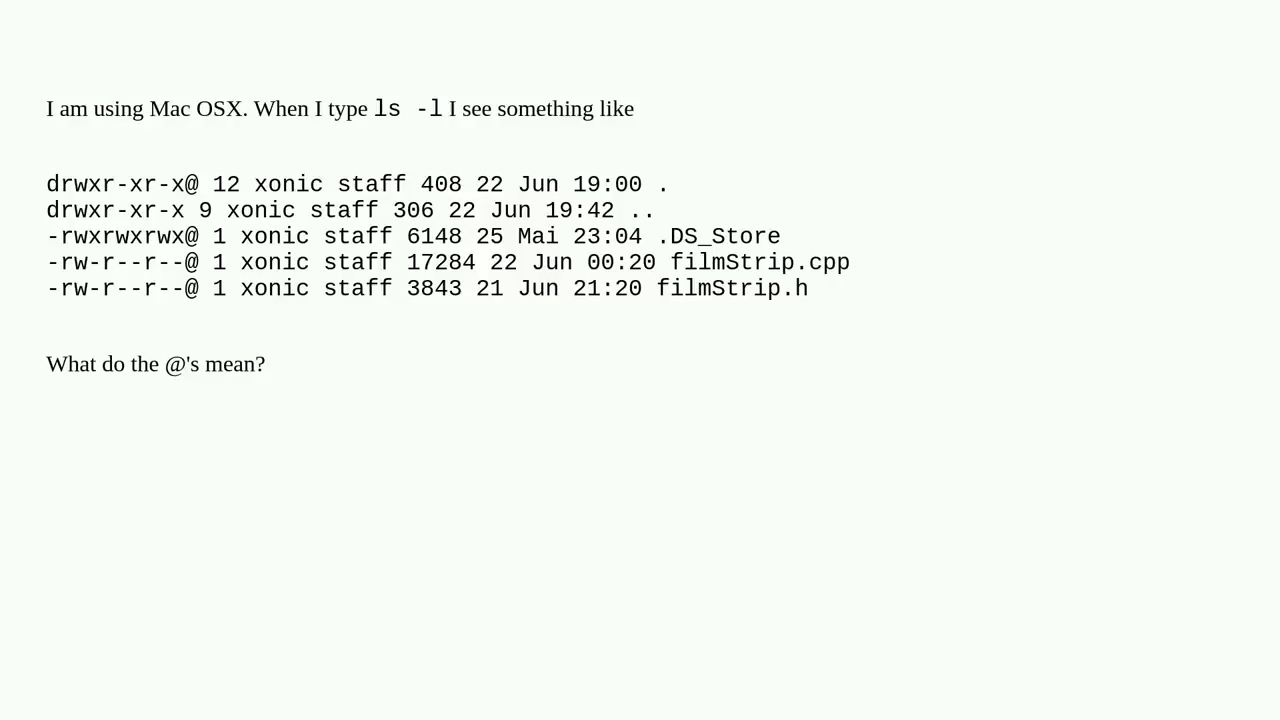 I am using Mac OSX. When I type ls -l I see something like
drwxr-xr-x@ 12 xonic staff 408 22 Jun 19:00 .
drwxr-xr-x 9 xonic staff 306 22 Jun 19:42 ..
-rwxrwxrwx@ 1 xonic staff 6148 25 Mai 23:04 .DS_Store
-rw-r--r--@ 1 xonic staff 17284 22 Jun 00:20 filmStrip.cpp
-rw-r--r--@ 1 xonic staff 3843 21 Jun 21:20 filmStrip.h
What do the @'s mean?